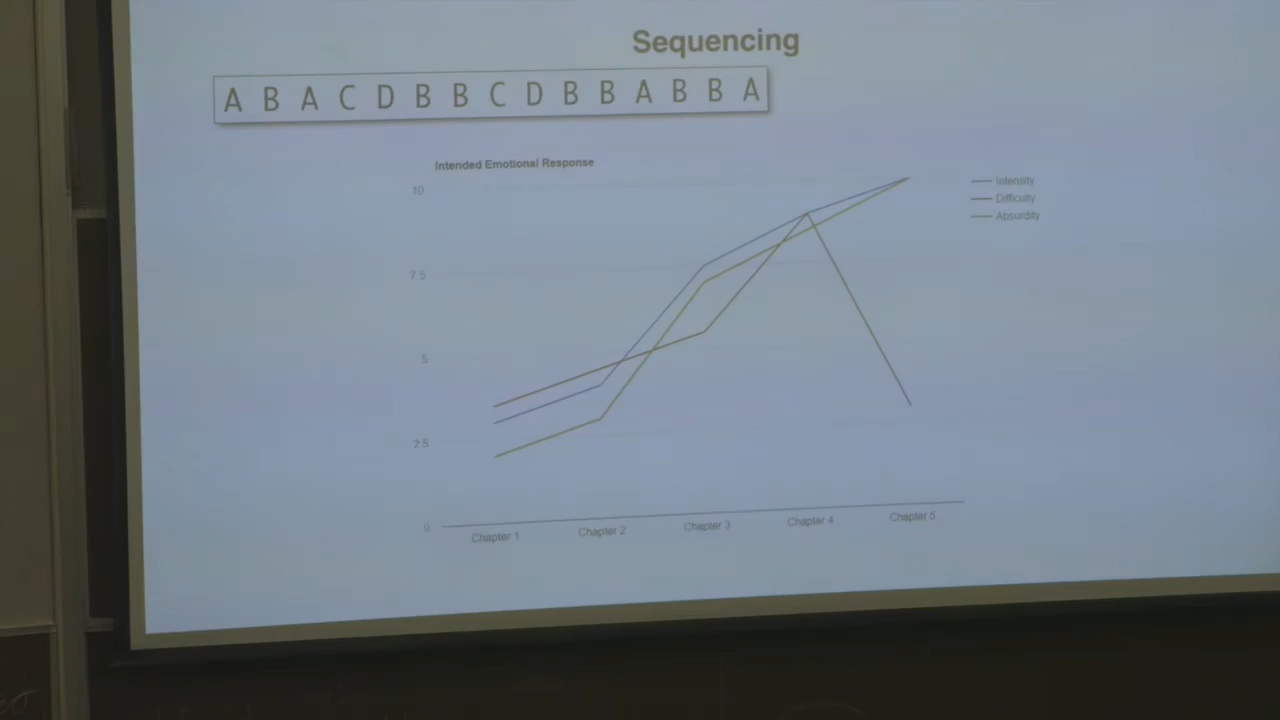 Sequencing
A B A C D B B C D B B A B B A
Intended Emotional Response
10
7.5
5
2.5
0
Intensity
Difficulty
Absurdity
Chapter 1
Chapter 2
Chapter 3
Chapter 4
Chapter 5